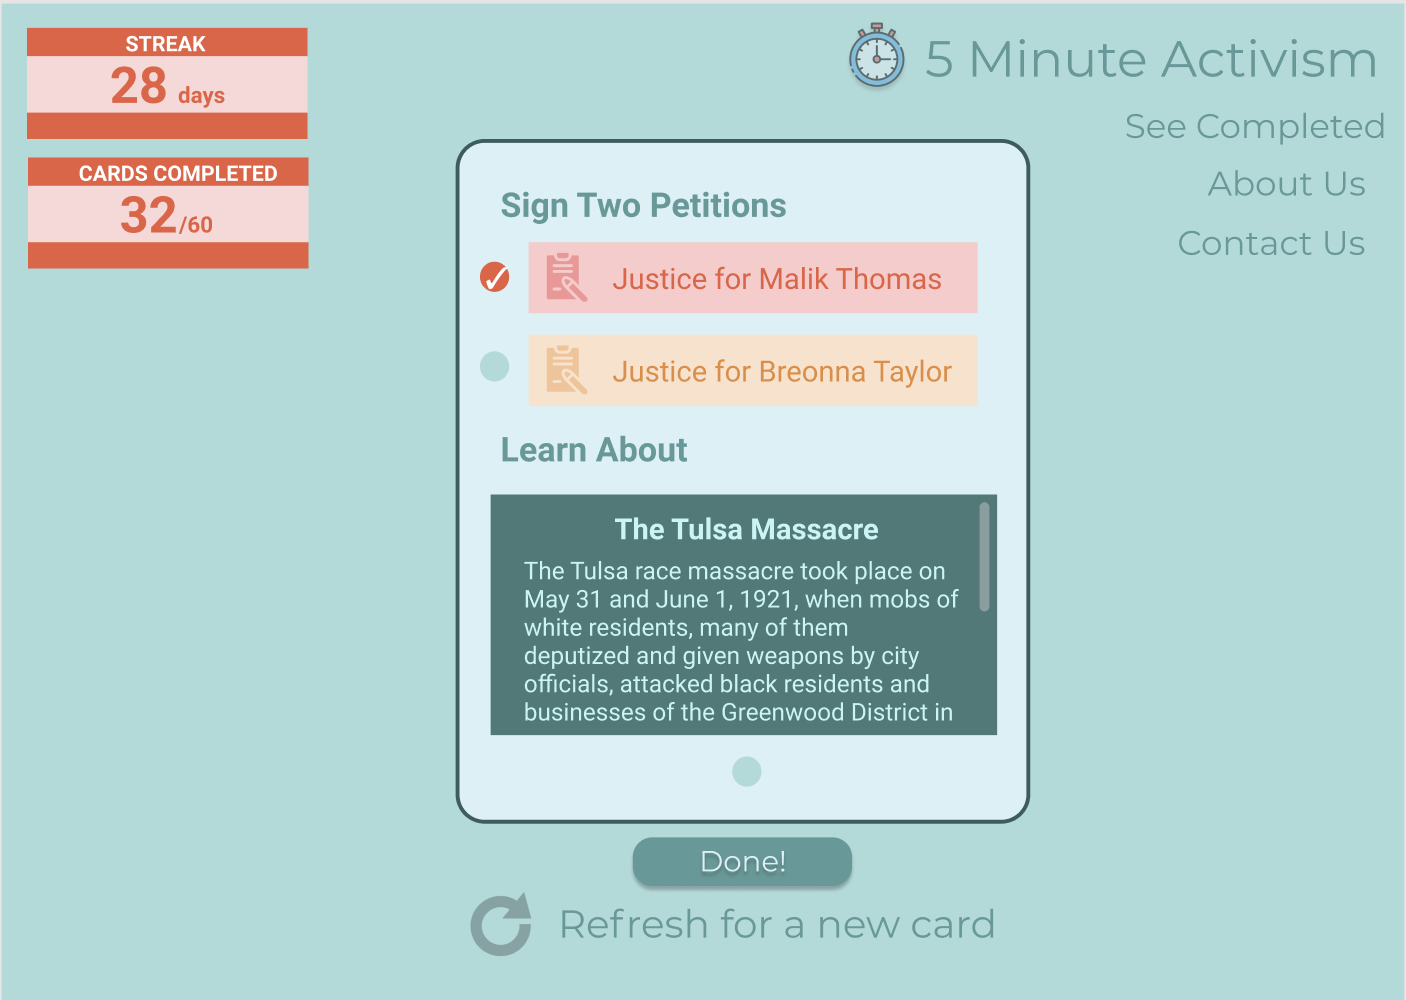 STREAK
28 days
CARDS COMPLETED
32/60
5 Minute Activism
See Completed
About Us
Contact Us
Sign Two Petitions
Justice for Malik Thomas
Justice for Breonna Taylor
Learn About
The Tulsa Massacre
The Tulsa race massacre took place on
May 31 and June 1, 1921, when mobs of
white residents, many of them
deputized and given weapons by city
officials, attacked black residents and
businesses of the Greenwood District in
Done!
Refresh for a new card